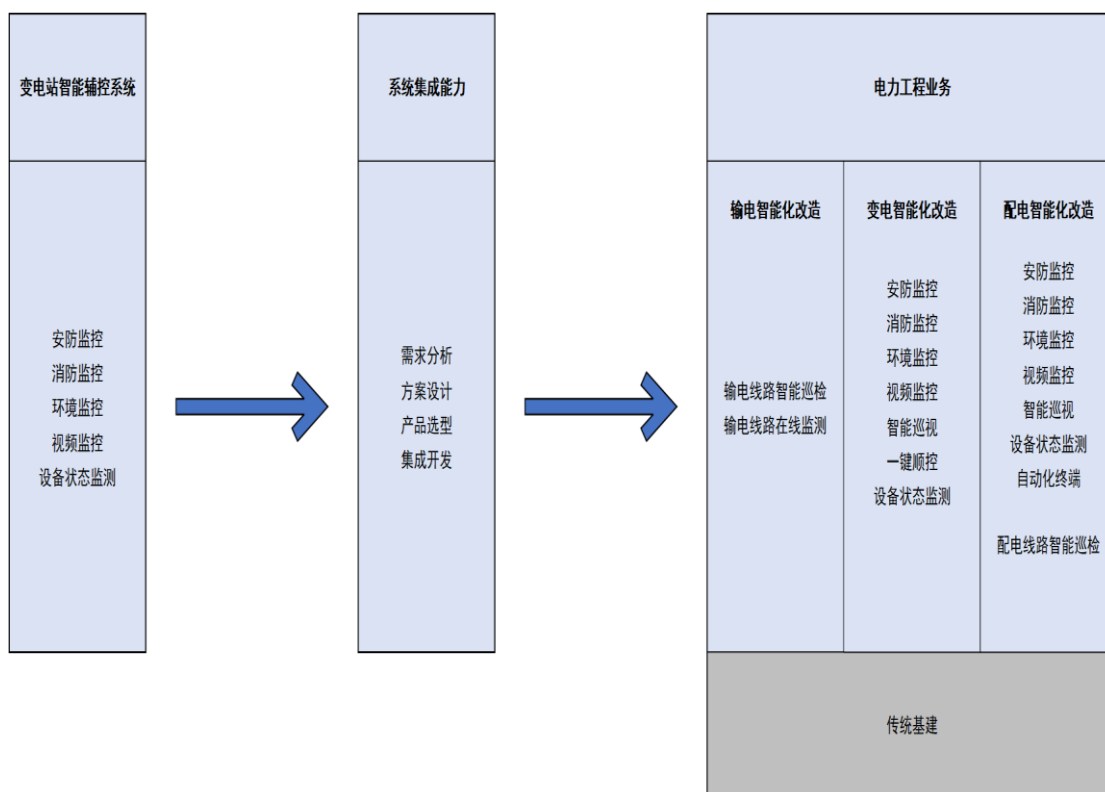 变电站智能辅控系统
安防监控
消防监控
环境监控
视频监控
设备状态监测
系统集成能力
需求分析
方案设计
产品选型
集成开发
电力工程业务
输电智能化改造
输电线路智能巡检
输电线路在线监测
变电智能化改造
安防监控
消防监控
环境监控
视频监控
智能巡视
一键顺控
设备状态监测
配电智能化改造
安防监控
消防监控
环境监控
视频监控
智能巡视
设备状态监测
自动化终端
配电线路智能巡检
传统基建